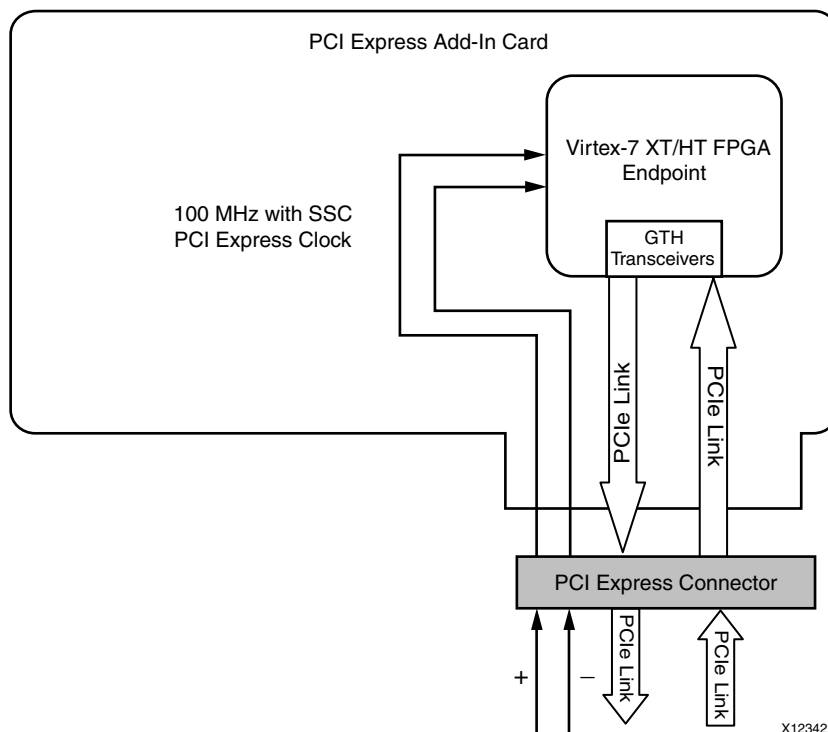 PCI Express Add-In Card
Virtex-7 XT/HT FPGA
Endpoint
100 MHz with SSC
PCI Express Clock
GTH
Transceivers
PCIe Link
PCIe Link
PCI Express Connector
+
–
PCIe Link
PCIe Link
X12342